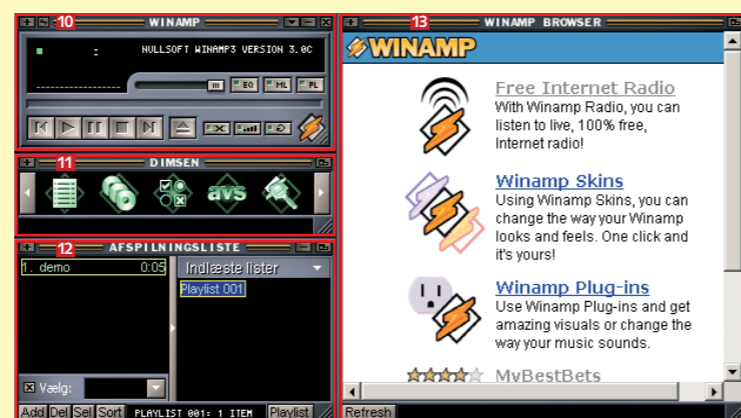 10
WINAMP
:
NULLSOFT WINAMP3 VERSION 3.0C
EQ ML PL
11
DIMSEN
avs
12
AFSPILNINGSLISTE
1. demo 0:05
Indlæste lister
Playlist 001
Vælg:
Add Del Sel Sort PLAYLIST 001: 1 ITEM Playlist
13
WINAMP BROWSER
WINAMP
Free Internet Radio
With Winamp Radio, you can
listen to live, 100% free,
Internet radio!
Winamp Skins
Using Winamp Skins, you can
change the way your Winamp
looks and feels. One click and
it's yours!
Winamp Plug-ins
Use Winamp Plug-ins and get
amazing visuals or change the
way your music sounds.
MyBestBets
Refresh